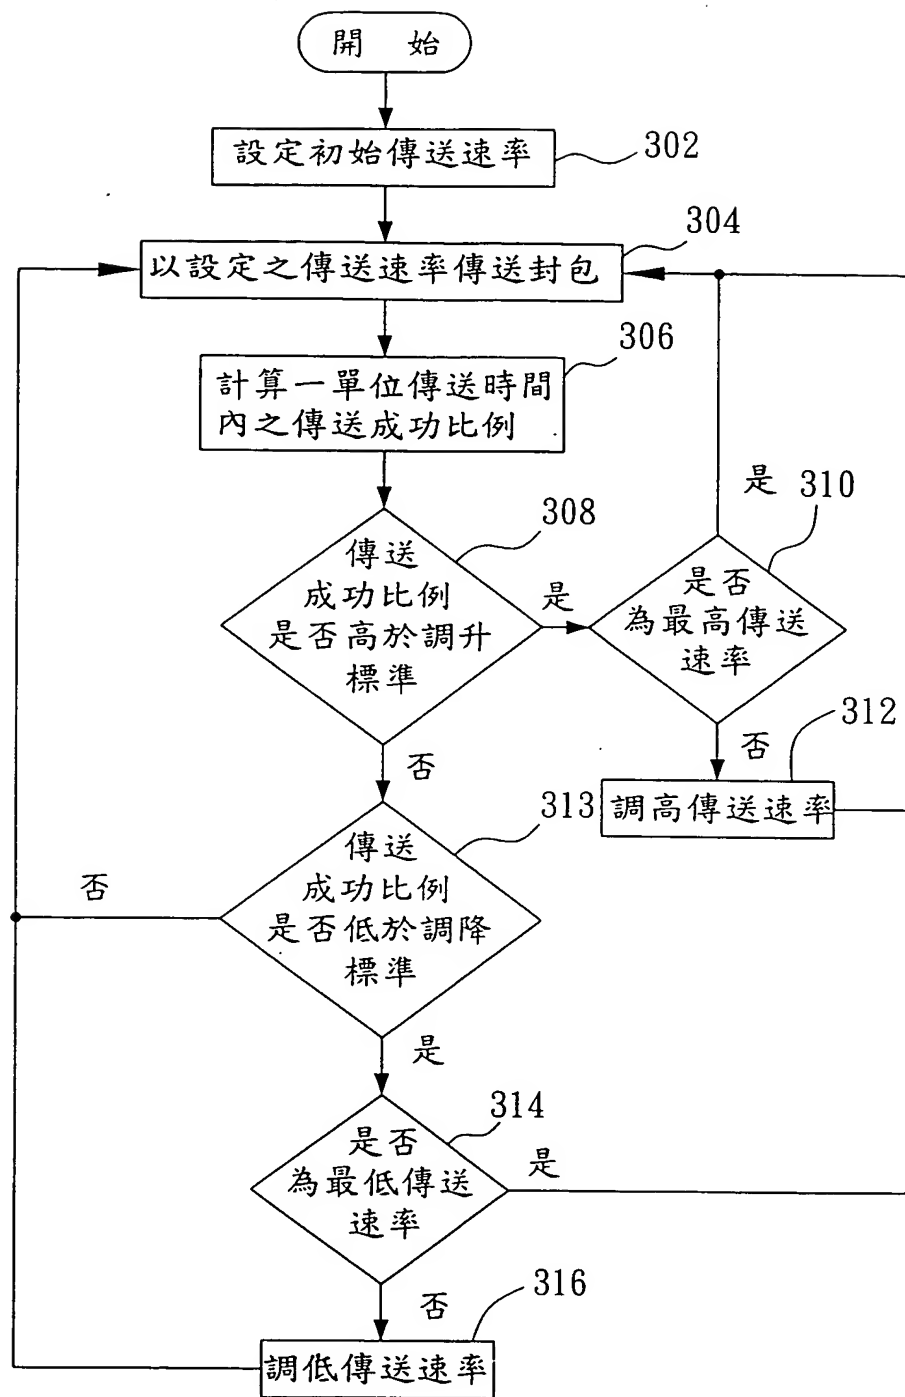 開 始
設定初始傳送速率
302
304
以設定之傳送速率傳送封包
306
計算一單位傳送時間
內之傳送成功比例
是
310
308
傳送
成功比例
是否高於調升
標準
是
是否
為最高傳送
速率
312
否
否
調高傳送速率
313
傳送
成功比例
是否低於調降
標準
否
是
314
是否
為最低傳送
速率
是
否
316
調低傳送速率